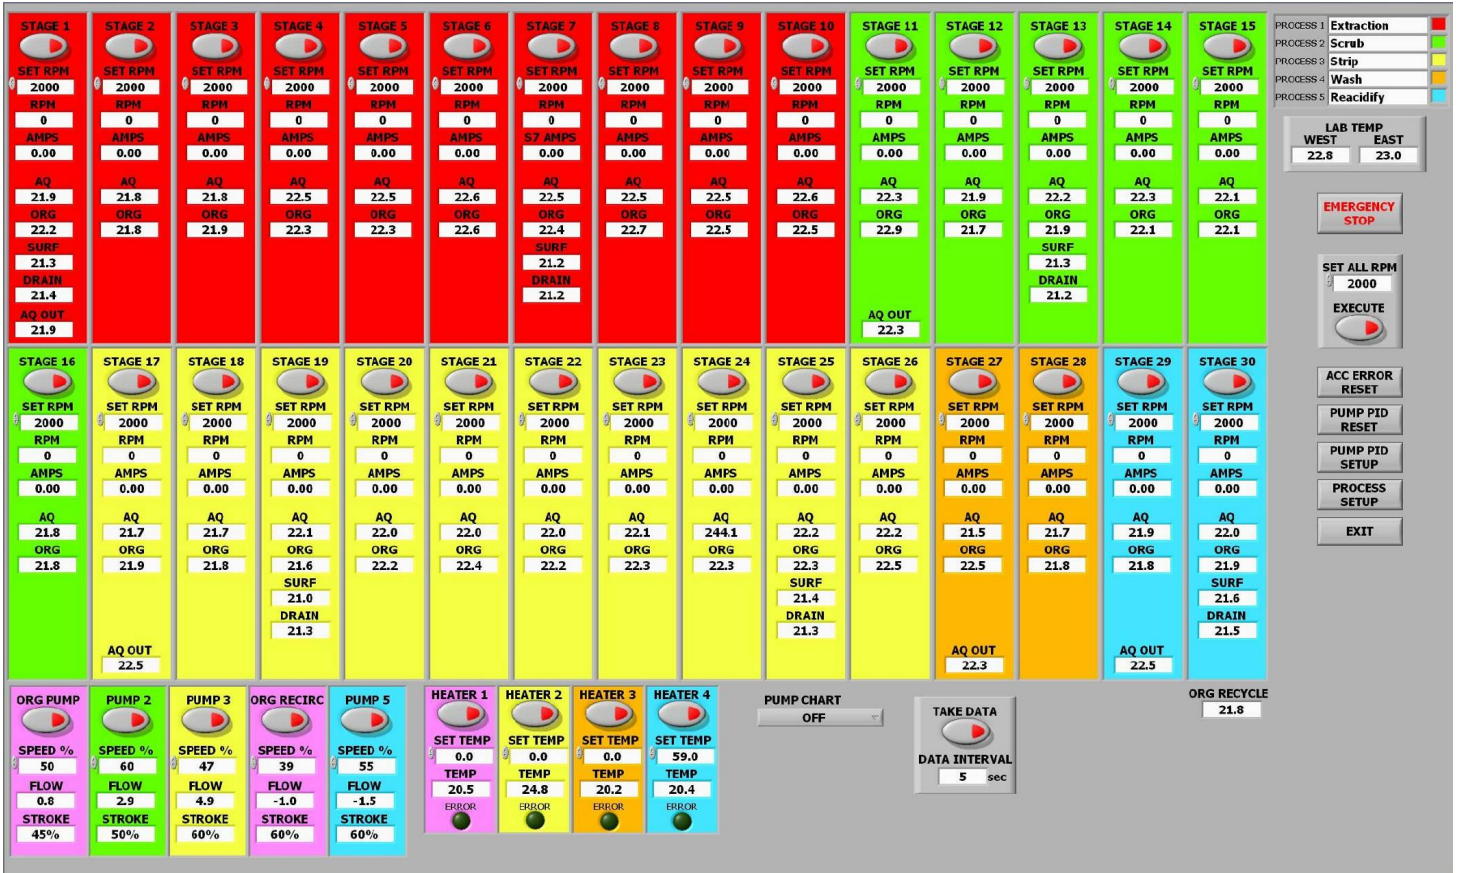 STAGE 1 STAGE 2 STAGE 3 STAGE 4 STAGE 5 STAGE 6 STAGE 7 STAGE 8 STAGE 9 STAGE 10 STAGE 11 STAGE 12 STAGE 13 STAGE 14 STAGE 15
SET RPM SET RPM SET RPM SET RPM SET RPM SET RPM SET RPM SET RPM SET RPM SET RPM SET RPM SET RPM SET RPM SET RPM SET RPM
2000 2000 2000 2000 2000 2000 2000 2000 2000 2000 2000 2000 2000 2000 2000
RPM RPM RPM RPM RPM RPM RPM RPM RPM RPM RPM RPM RPM RPM RPM
0 0 0 0 0 0 0 0 0 0 0 0 0 0 0
AMPS AMPS AMPS AMPS AMPS AMPS S7 AMPS AMPS AMPS AMPS AMPS AMPS AMPS AMPS AMPS
0.00 0.00 0.00 0.00 0.00 0.00 0.00 0.00 0.00 0.00 0.00 0.00 0.00 0.00 0.00
AQ AQ AQ AQ AQ AQ AQ AQ AQ AQ AQ AQ AQ AQ AQ
21.9 21.8 21.8 22.5 22.5 22.6 22.5 22.5 22.5 22.6 22.3 21.9 22.2 22.3 22.1
ORG ORG ORG ORG ORG ORG ORG ORG ORG ORG ORG ORG ORG ORG ORG
22.2 21.8 21.9 22.3 22.3 22.6 22.4 22.7 22.5 22.5 22.9 21.7 21.9 22.1 22.1
SURF SURF SURF
21.3 21.2 21.3
DRAIN DRAIN DRAIN
21.4 21.2 21.2
AQ OUT AQ OUT
21.9 22.3
PROCESS 1 Extraction
PROCESS 2 Scrub
PROCESS 3 Strip
PROCESS 4 Wash
PROCESS 5 Reacidify
LAB TEMP
WEST EAST
22.8 23.0
EMERGENCY
STOP
SET ALL RPM
2000
EXECUTE
STAGE 16 STAGE 17 STAGE 18 STAGE 19 STAGE 20 STAGE 21 STAGE 22 STAGE 23 STAGE 24 STAGE 25 STAGE 26 STAGE 27 STAGE 28 STAGE 29 STAGE 30
SET RPM SET RPM SET RPM SET RPM SET RPM SET RPM SET RPM SET RPM SET RPM SET RPM SET RPM SET RPM SET RPM SET RPM SET RPM
2000 2000 2000 2000 2000 2000 2000 2000 2000 2000 2000 2000 2000 2000 2000
RPM RPM RPM RPM RPM RPM RPM RPM RPM RPM RPM RPM RPM RPM RPM
0 0 0 0 0 0 0 0 0 0 0 0 0 0 0
AMPS AMPS AMPS AMPS AMPS AMPS AMPS AMPS AMPS AMPS AMPS AMPS AMPS AMPS AMPS
0.00 0.00 0.00 0.00 0.00 0.00 0.00 0.00 0.00 0.00 0.00 0.00 0.00 0.00 0.00
AQ AQ AQ AQ AQ AQ AQ AQ AQ AQ AQ AQ AQ AQ AQ
21.8 21.7 21.7 22.1 22.0 22.0 22.0 22.1 244.1 22.2 22.2 21.5 21.7 21.9 22.0
ORG ORG ORG ORG ORG ORG ORG ORG ORG ORG ORG ORG ORG ORG ORG
21.8 21.9 21.8 21.6 22.2 22.4 22.2 22.3 22.3 22.3 22.5 22.5 21.8 21.8 21.9
SURF SURF SURF
21.0 21.4 21.6
DRAIN DRAIN DRAIN
21.3 21.3 21.5
AQ OUT AQ OUT AQ OUT
22.5 22.3 22.5
ACC ERROR
RESET
PUMP PID
RESET
PUMP PID
SETUP
PROCESS
SETUP
EXIT
ORG PUMP PUMP 2 PUMP 3 ORG RECIRC PUMP 5
SPEED % SPEED % SPEED % SPEED % SPEED %
50 60 47 39 55
FLOW FLOW FLOW FLOW FLOW
0.8 2.9 4.9 -1.0 -1.5
STROKE STROKE STROKE STROKE STROKE
45% 50% 60% 60% 60%
HEATER 1 HEATER 2 HEATER 3 HEATER 4
SET TEMP SET TEMP SET TEMP SET TEMP
0.0 0.0 0.0 59.0
TEMP TEMP TEMP TEMP
20.5 24.8 20.2 20.4
ERROR ERROR ERROR ERROR
PUMP CHART
OFF
TAKE DATA
DATA INTERVAL
5 sec
ORG RECYCLE
21.8